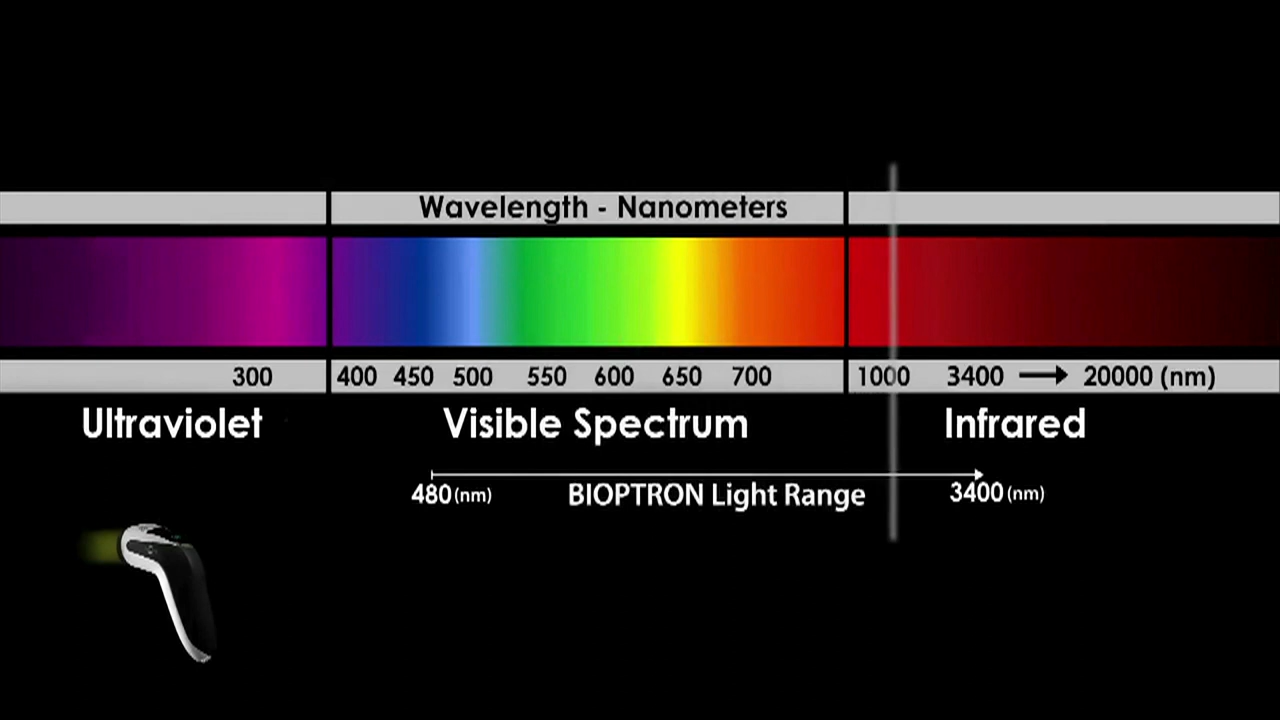 Wavelength - Nanometers
300 400 450 500 550 600 650 700 1000 3400 → 20000 (nm)
Ultraviolet Visible Spectrum Infrared
480 (nm) BIOPTRON Light Range 3400 (nm)